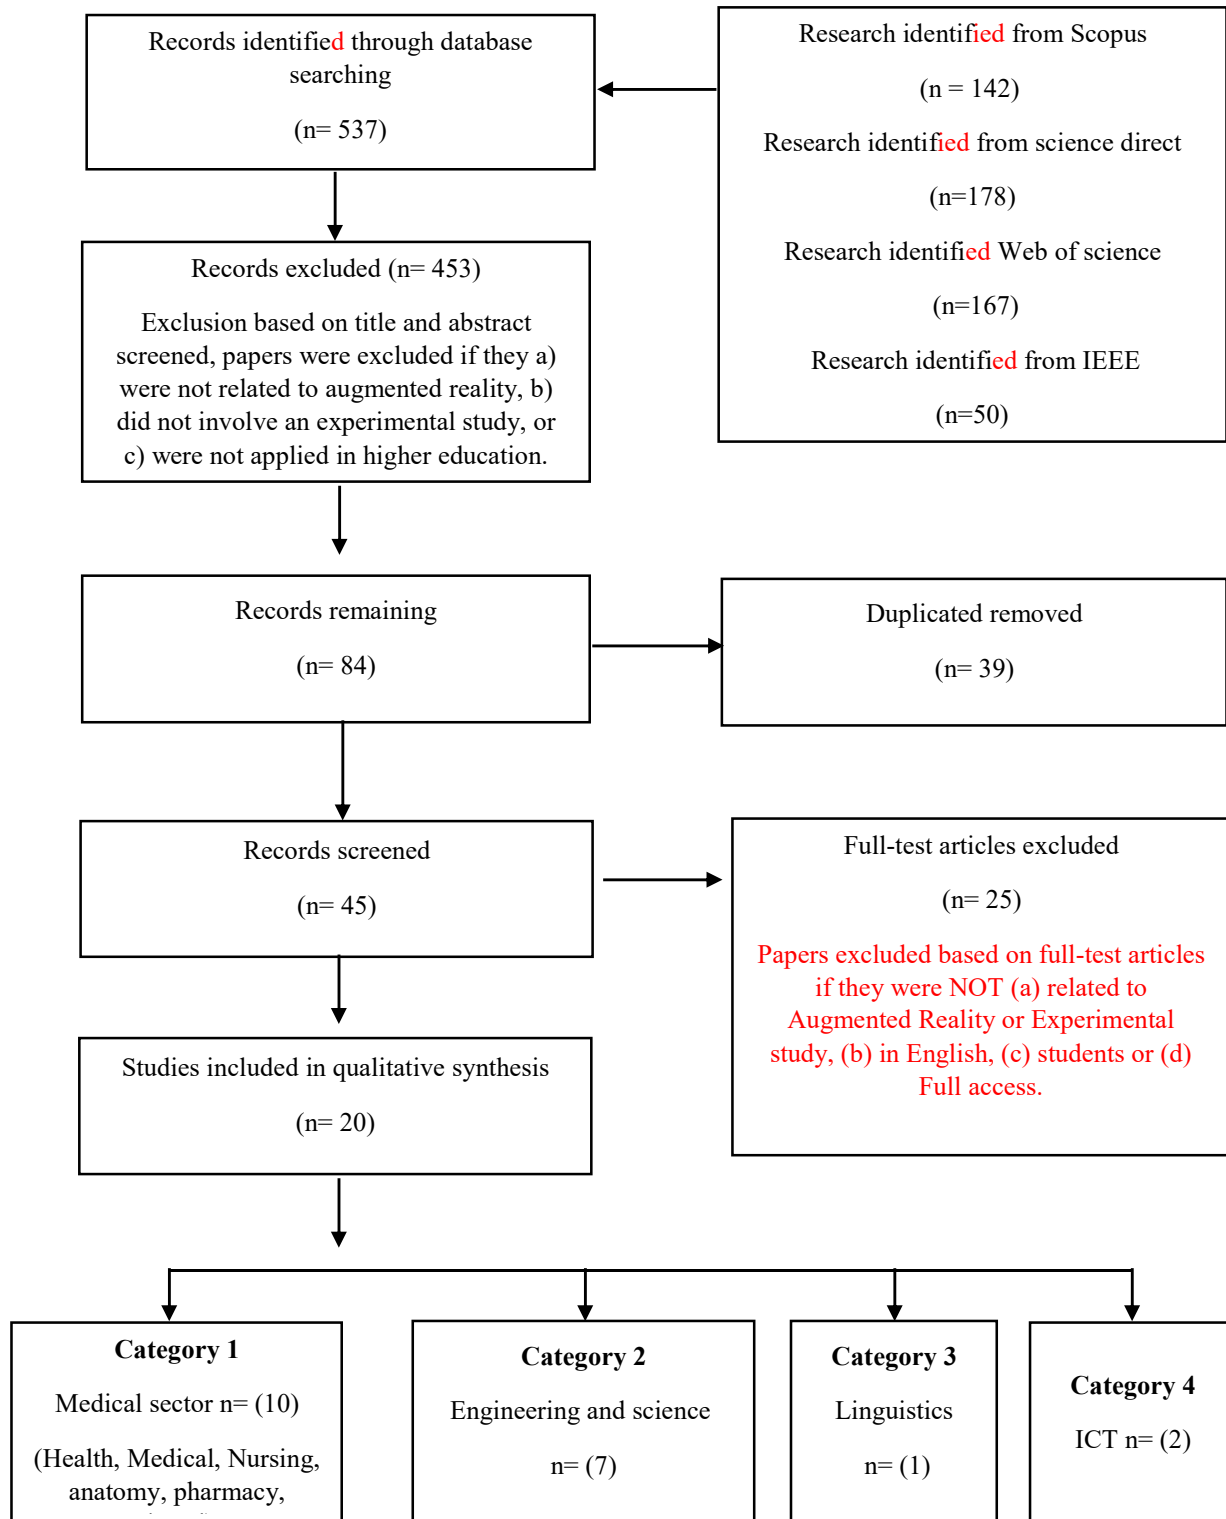 Records identified through database
searching
(n= 537)
Research identified from Scopus
(n = 142)
Research identified from science direct
(n=178)
Research identified Web of science
(n=167)
Research identified from IEEE
(n=50)
Records excluded (n= 453)
Exclusion based on title and abstract
screened, papers were excluded if they a)
were not related to augmented reality, b)
did not involve an experimental study, or
c) were not applied in higher education.
Records remaining
(n= 84)
Duplicated removed
(n= 39)
Records screened
(n= 45)
Full-test articles excluded
(n= 25)
Papers excluded based on full-test articles
if they were NOT (a) related to
Augmented Reality or Experimental
study, (b) in English, (c) students or (d)
Full access.
Studies included in qualitative synthesis
(n= 20)
Category 1
Medical sector n= (10)
(Health, Medical, Nursing,
anatomy, pharmacy,
Category 2
Engineering and science
n= (7)
Category 3
Linguistics
n= (1)
Category 4
ICT n= (2)